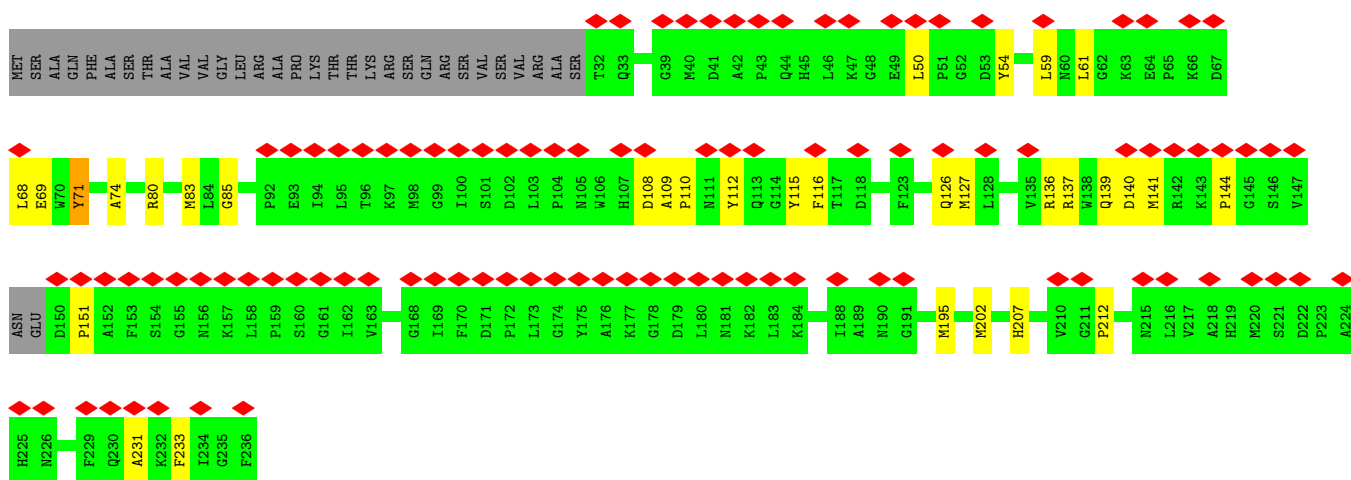 MET SER ALA GLN PHE ALA SER THR ALA VAL VAL GLY LEU ARG ALA PRO LYS THR THR LYS ARG SER GLN ARG SER VAL SER VAL ARG ALA SER T32 Q33 G39 M40 D41 A42 P43 Q44 H45 L46 K47 G48 E49 L50 P51 G52 D53 Y54 L59 N60 L61 G62 K63 E64 P65 K66 D67
L68 E69 W70 Y71 A74 R80 M83 L84 G85 P92 E93 I94 L95 T96 K97 M98 G99 I100 S101 D102 L103 P104 N105 W106 H107 D108 A109 P110 N111 Y112 Q113 G114 Y115 F116 T117 D118 F123 Q126 M127 L128 V135 R136 R137 W138 Q139 D140 M141 R142 K143 P144 G145 S146 V147
ASN GLU D150 P151 A152 F153 S154 G155 N156 K157 L158 P159 S160 G161 I162 V163 G168 I169 F170 D171 P172 L173 G174 Y175 A176 K177 G178 D179 L180 N181 K182 L183 K184 I188 A189 N190 G191 M195 M202 H207 V210 G211 P212 N215 L216 V217 A218 H219 M220 S221 D222 P223 A224
H225 N226 F229 Q230 A231 K232 F233 I234 G235 F236